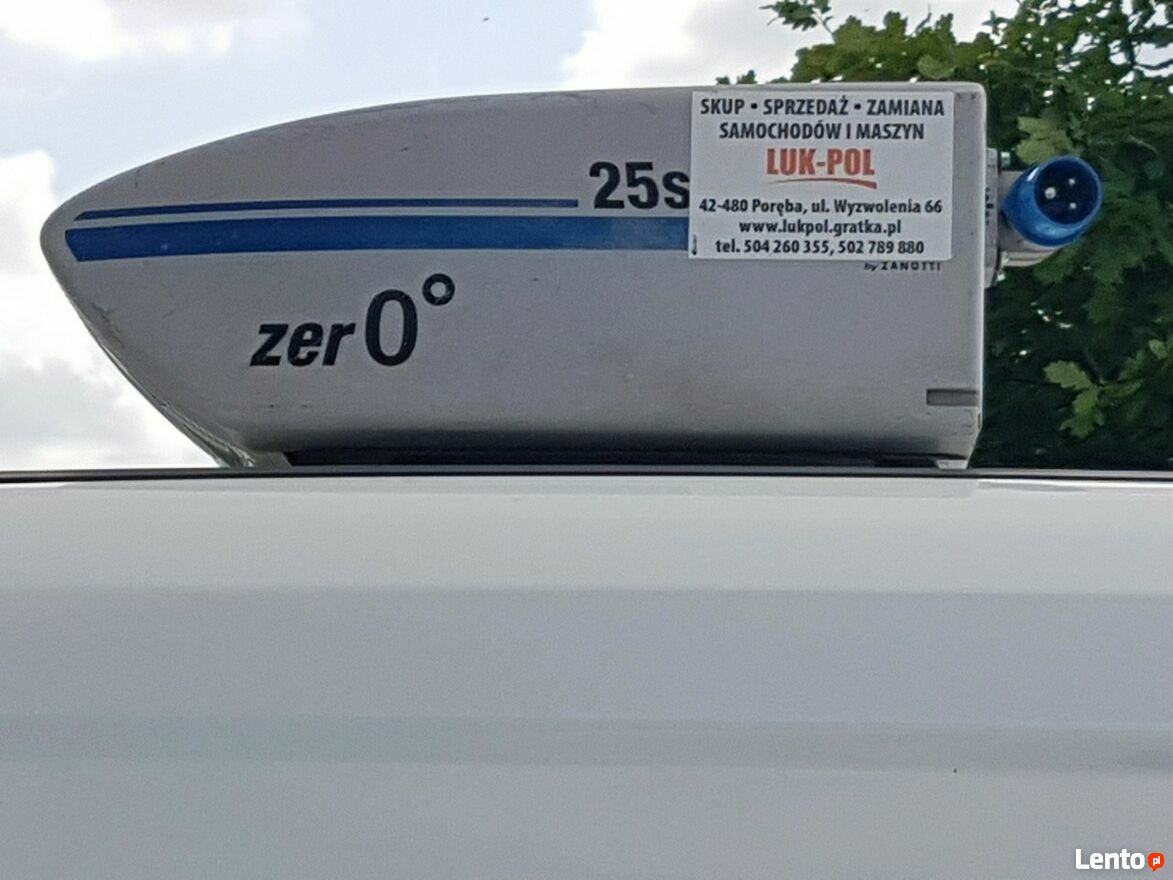 SKUP • SPRZEDAŻ • ZAMIANA
SAMOCHODÓW I MASZYN
LUK-POL
42-480 Poręba, ul. Wyzwolenia 66
www.lukpol.gratka.pl
tel. 504 260 355, 502 789 880
25s
by ZANOTTI
zer0°
Lento.pl